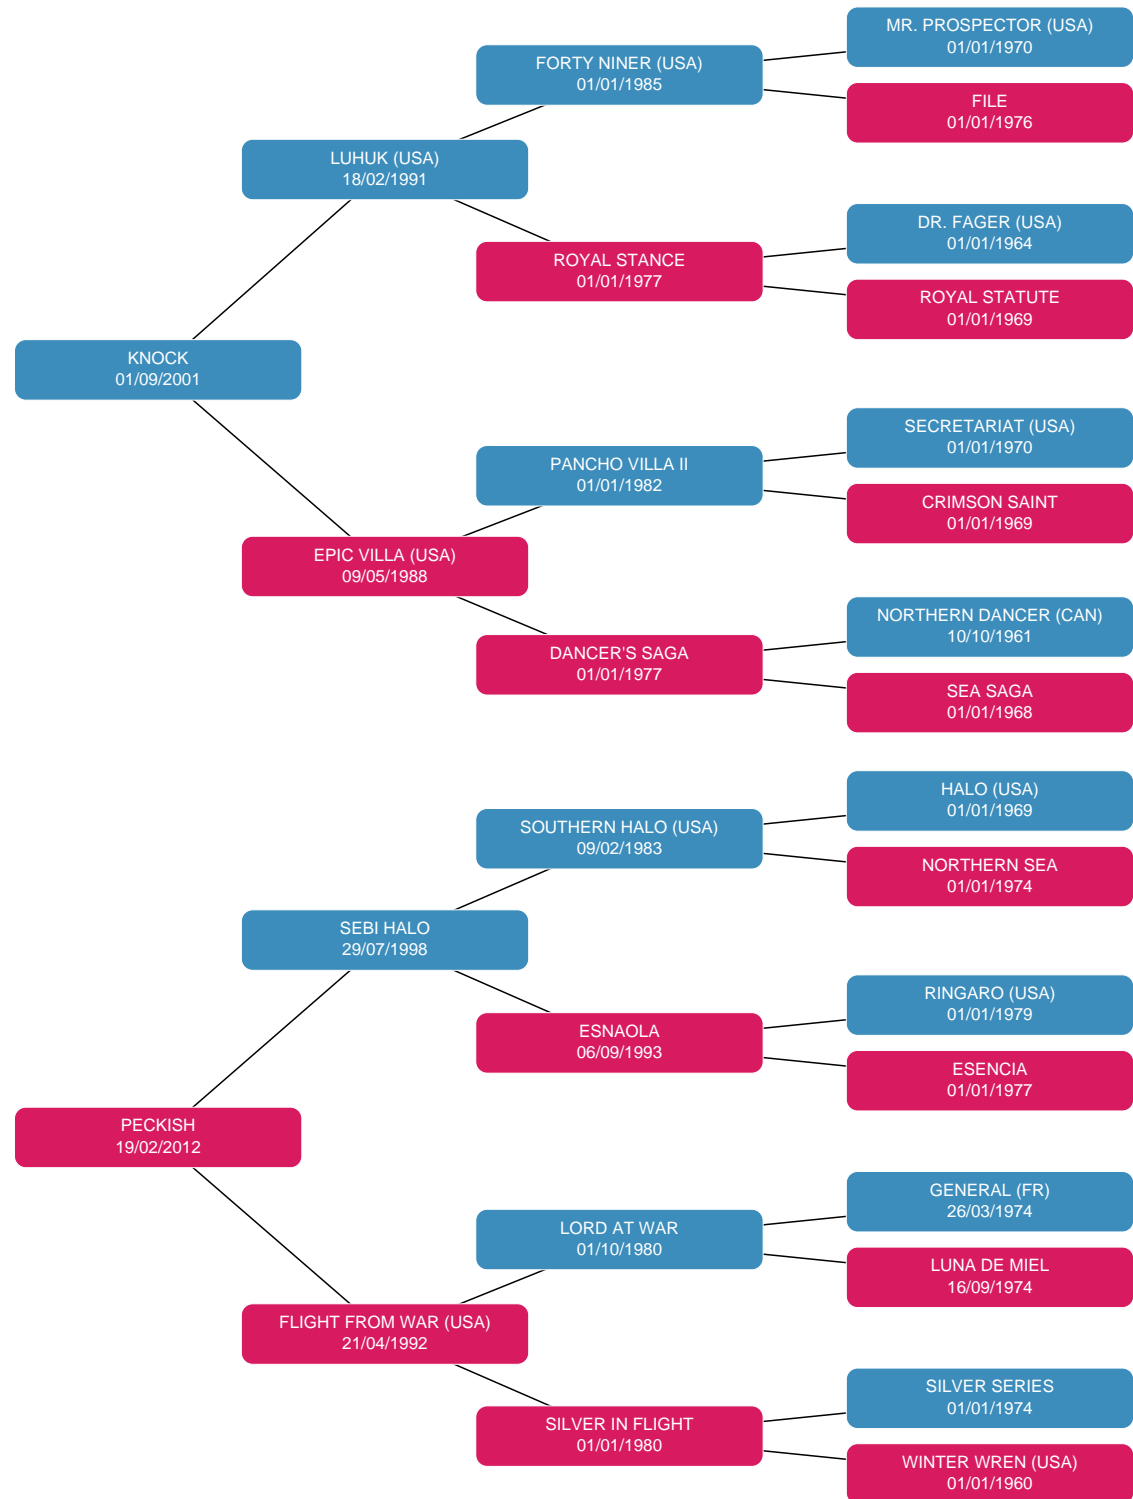 MR. PROSPECTOR (USA)
01/01/1970
FORTY NINER (USA)
01/01/1985
FILE
01/01/1976
LUHUK (USA)
18/02/1991
DR. FAGER (USA)
01/01/1964
ROYAL STANCE
01/01/1977
ROYAL STATUTE
01/01/1969
KNOCK
01/09/2001
SECRETARIAT (USA)
01/01/1970
PANCHO VILLA II
01/01/1982
CRIMSON SAINT
01/01/1969
EPIC VILLA (USA)
09/05/1988
NORTHERN DANCER (CAN)
10/10/1961
DANCER'S SAGA
01/01/1977
SEA SAGA
01/01/1968
HALO (USA)
01/01/1969
SOUTHERN HALO (USA)
09/02/1983
NORTHERN SEA
01/01/1974
SEBI HALO
29/07/1998
RINGARO (USA)
01/01/1979
ESNAOLA
06/09/1993
ESENCIA
01/01/1977
PECKISH
19/02/2012
GENERAL (FR)
26/03/1974
LORD AT WAR
01/10/1980
LUNA DE MIEL
16/09/1974
FLIGHT FROM WAR (USA)
21/04/1992
SILVER SERIES
01/01/1974
SILVER IN FLIGHT
01/01/1980
WINTER WREN (USA)
01/01/1960